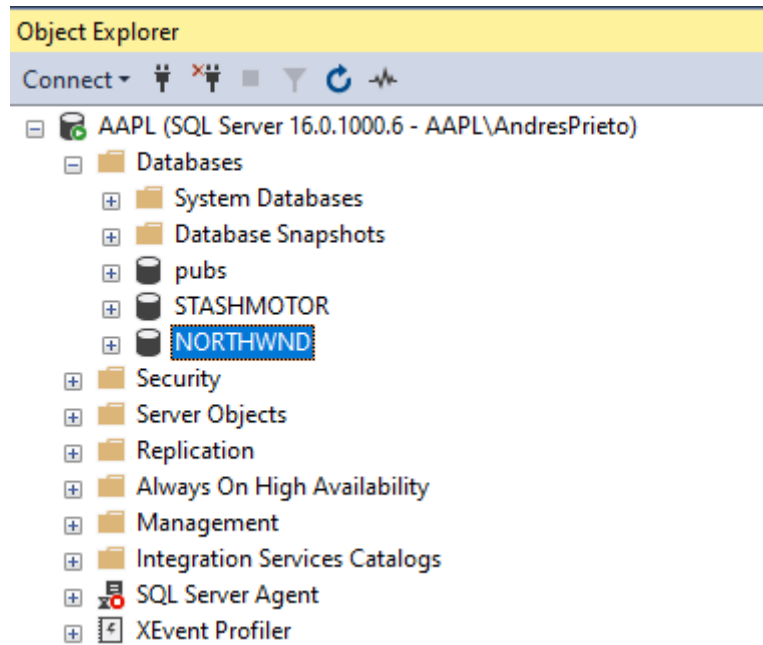 Object Explorer
Connect
AAPL (SQL Server 16.0.1000.6 - AAPL\AndresPrieto)
Databases
System Databases
Database Snapshots
pubs
STASHMOTOR
NORTHWND
Security
Server Objects
Replication
Always On High Availability
Management
Integration Services Catalogs
SQL Server Agent
XEvent Profiler